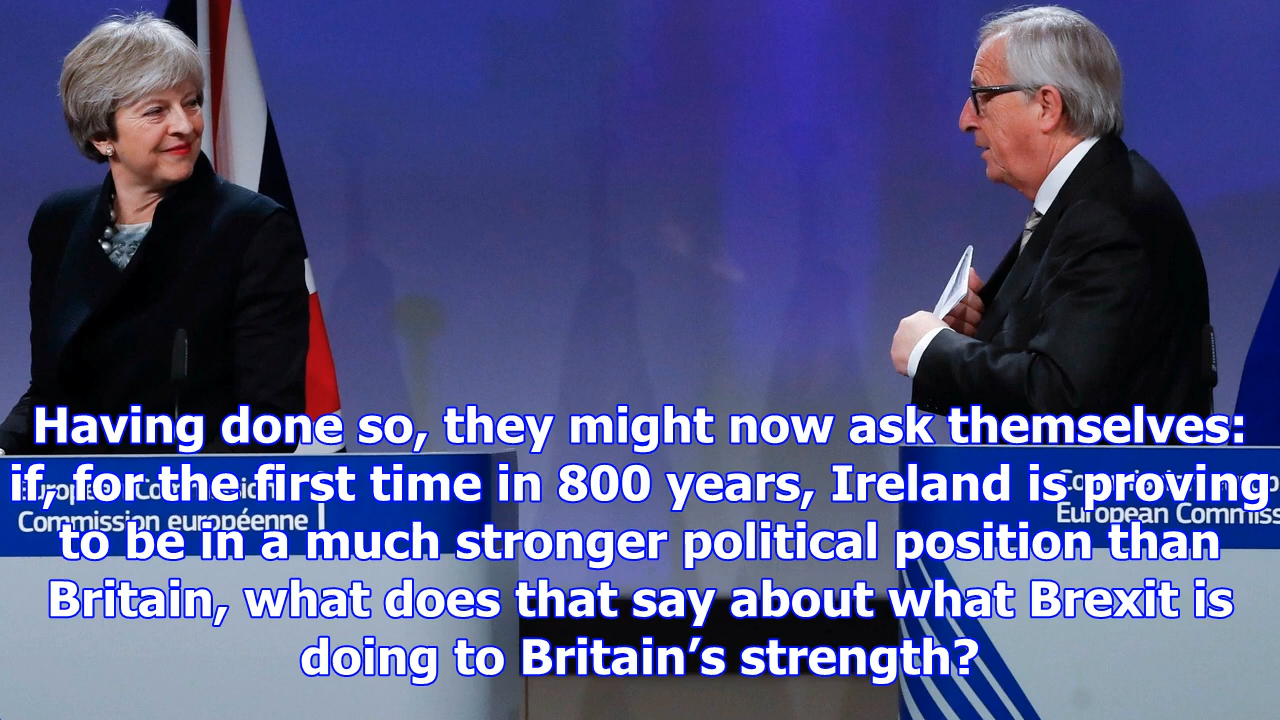 Having done so, they might now ask themselves:
if, for the first time in 800 years, Ireland is proving
to be in a much stronger political position than
Britain, what does that say about what Brexit is
doing to Britain’s strength?
European Commission
Commission européenne
European Commiss